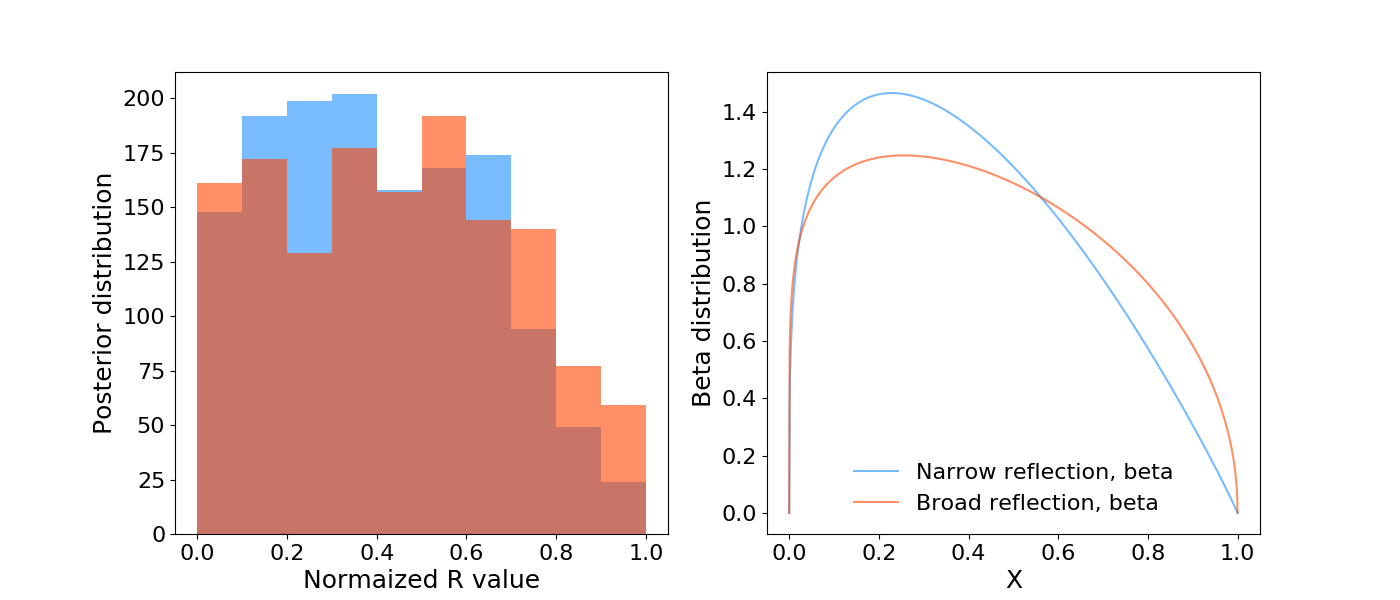 Posterior distribution
200
175
150
125
100
75
50
25
0
0.0 0.2 0.4 0.6 0.8 1.0
Normaized R value
Beta distribution
1.4
1.2
1.0
0.8
0.6
0.4
0.2
0.0
Narrow reflection, beta
Broad reflection, beta
0.0 0.2 0.4 0.6 0.8 1.0
X